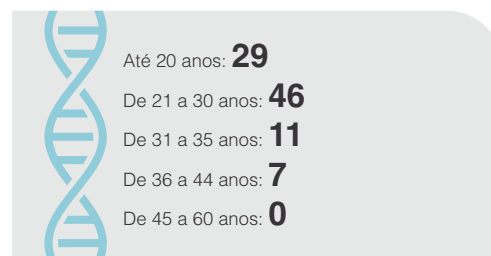 Até 20 anos: 29
De 21 a 30 anos: 46
De 31 a 35 anos: 11
De 36 a 44 anos: 7
De 45 a 60 anos: 0